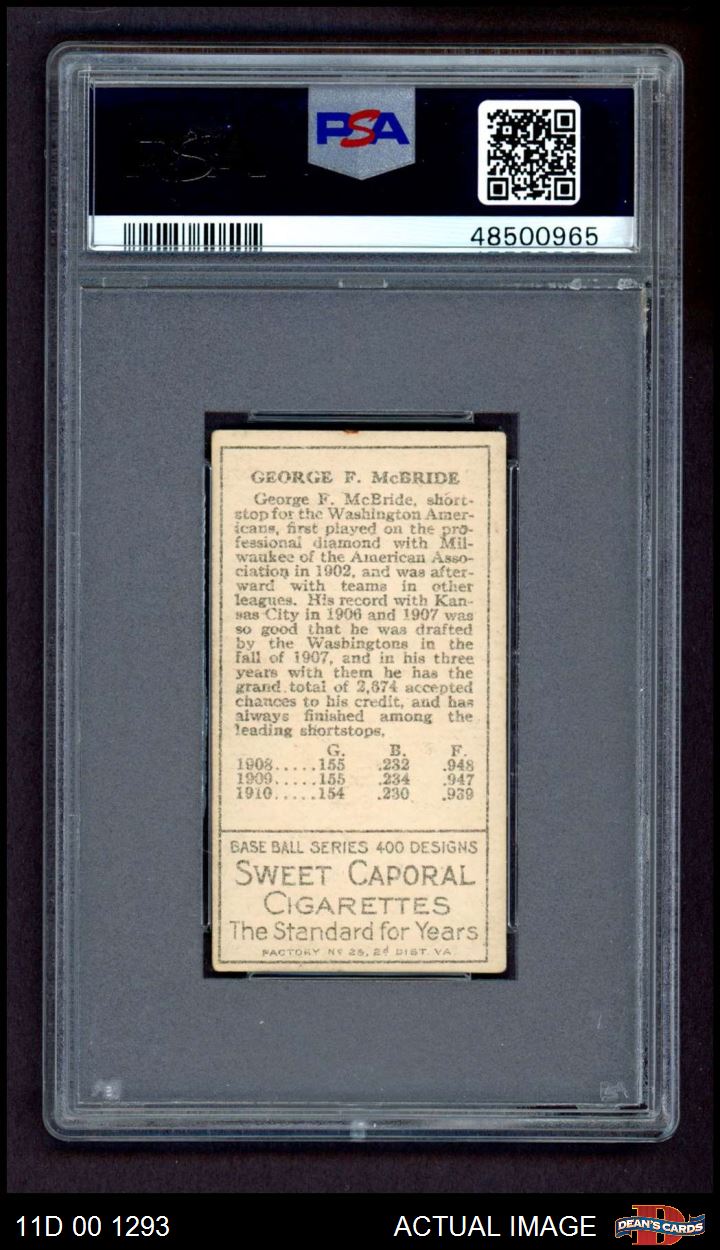 PSA
48500965
GEORGE F. McBRIDE
George F. McBride, short-
stop for the Washington Amer-
icans, first played on the pro-
fessional diamond with Mil-
waukee of the American Asso-
ciation in 1902, and was after-
ward with teams in other
leagues. His record with Kan-
sas City in 1906 and 1907 was
so good that he was drafted
by the Washingtons in the
fall of 1907, and in his three
years with them he has the
grand total of 2,674 accepted
chances to his credit, and has
always finished among the
leading shortstops.
G. B. F.
1908.....155 .232 .948
1909.....155 .234 .947
1910.....154 .230 .939
BASE BALL SERIES 400 DESIGNS
SWEET CAPORAL
CIGARETTES
The Standard for Years
FACTORY Nº 25, 2d DIST. VA.
11D 00 1293 ACTUAL IMAGE DEAN'S CARDS